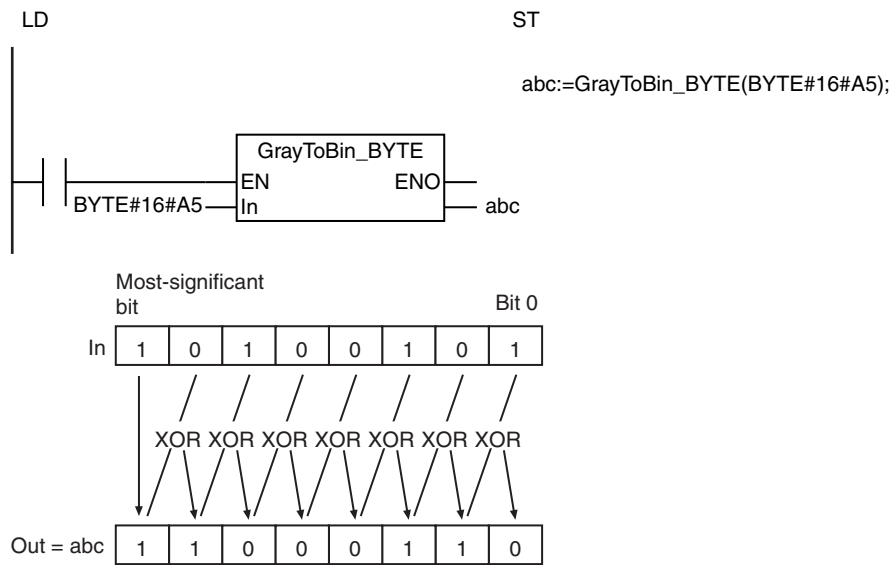 LD ST
abc:=GrayToBin_BYTE(BYTE#16#A5);
GrayToBin_BYTE
EN ENO
BYTE#16#A5 In abc
Most-significant
bit Bit 0
In 1 0 1 0 0 1 0 1
XOR XOR XOR XOR XOR XOR XOR
Out = abc 1 1 0 0 0 1 1 0